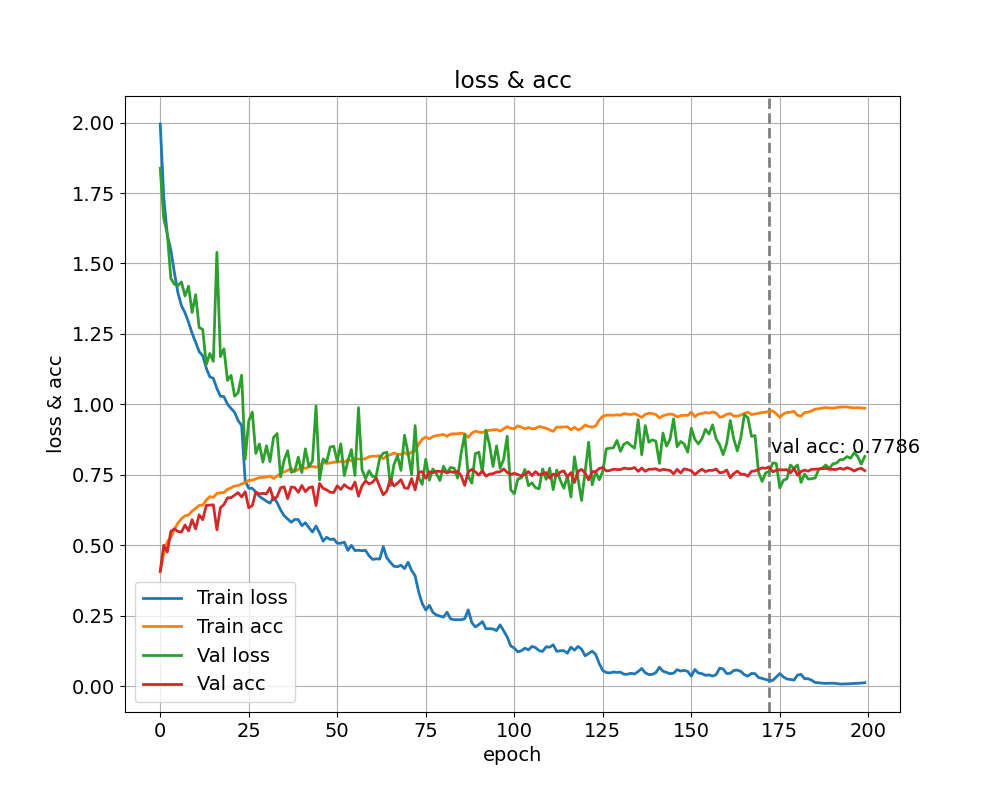 loss & acc
2.00
1.75
1.50
1.25
1.00
0.75
0.50
0.25
0.00
loss & acc
val acc: 0.7786
Train loss
Train acc
Val loss
Val acc
0 25 50 75 100 125 150 175 200
epoch